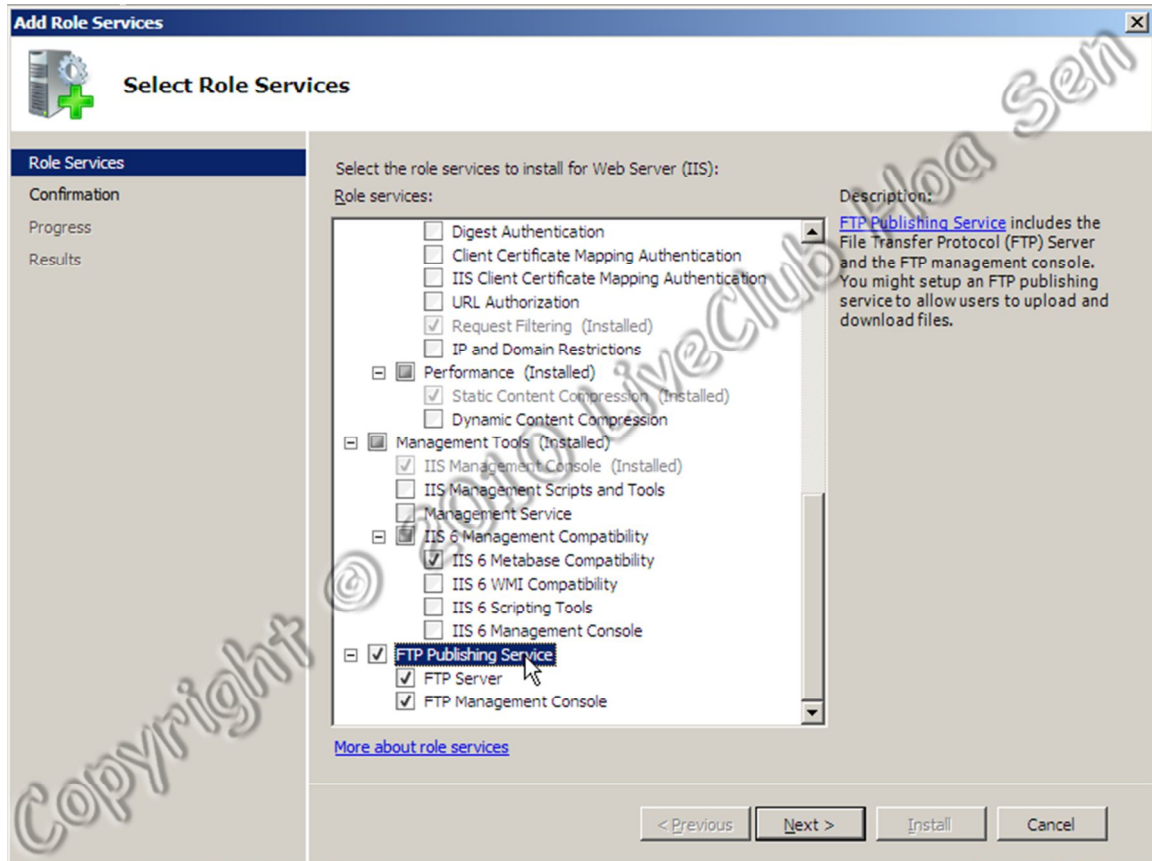 Add Role Services
Select Role Services
Role Services
Confirmation
Progress
Results
Select the role services to install for Web Server (IIS):
Role services:
Digest Authentication
Client Certificate Mapping Authentication
IIS Client Certificate Mapping Authentication
URL Authorization
Request Filtering (Installed)
IP and Domain Restrictions
Performance (Installed)
Static Content Compression (Installed)
Dynamic Content Compression
Management Tools (Installed)
IIS Management Console (Installed)
IIS Management Scripts and Tools
Management Service
IIS 6 Management Compatibility
IIS 6 Metabase Compatibility
IIS 6 WMI Compatibility
IIS 6 Scripting Tools
IIS 6 Management Console
FTP Publishing Service
FTP Server
FTP Management Console
More about role services
Description:
FTP Publishing Service includes the
File Transfer Protocol (FTP) Server
and the FTP management console.
You might setup an FTP publishing
service to allow users to upload and
download files.
< Previous
Next >
Install
Cancel
Copyright © 2010 LiveClub Hoa Sen